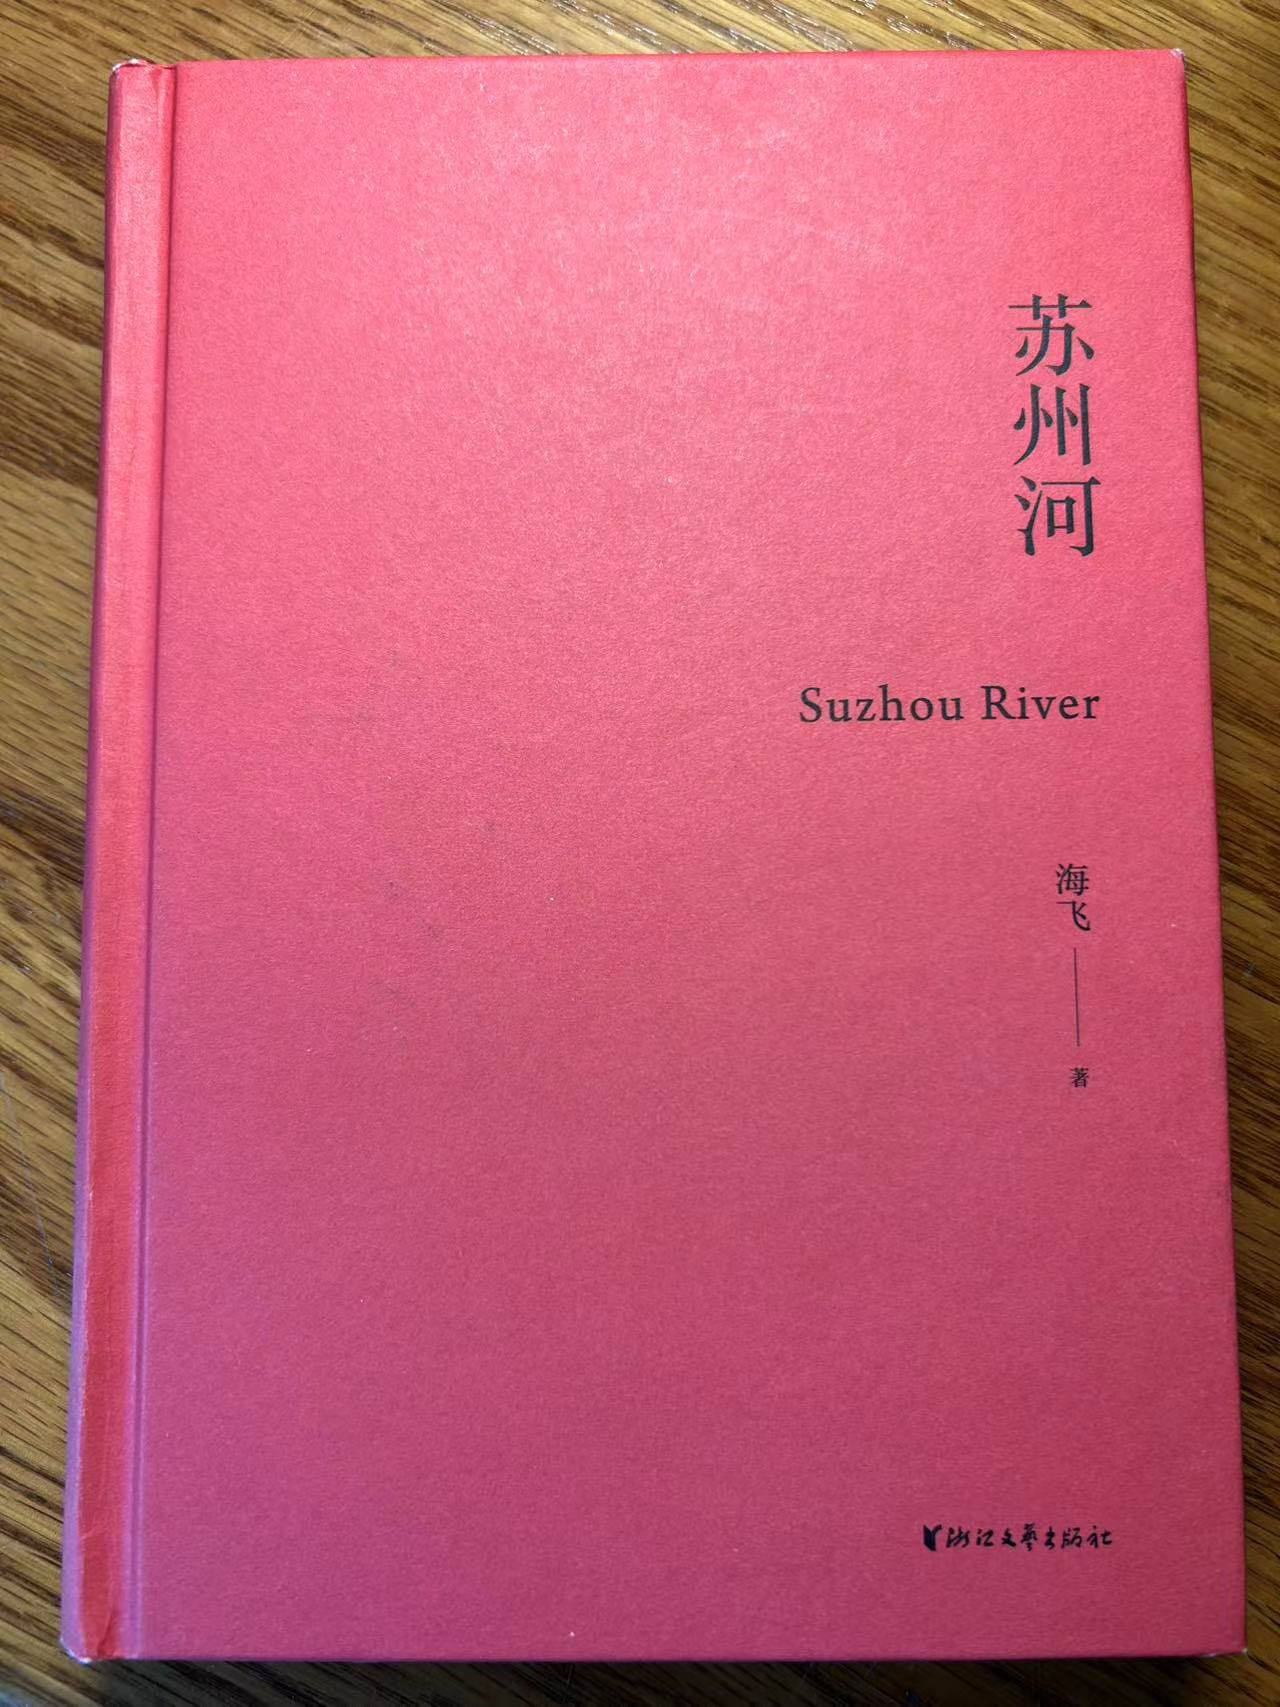 苏州河
Suzhou River
海飞——著
浙江文艺出版社